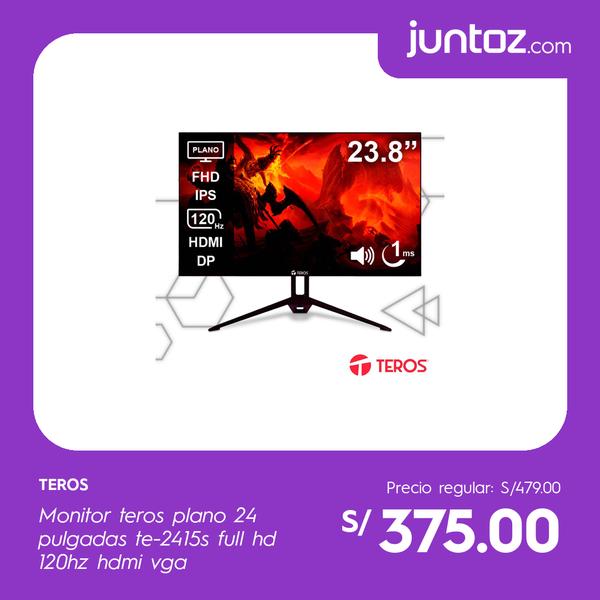 juntoz.com
PLANO
23.8”
FHD
IPS
120Hz
HDMI
DP
1ms
TEROS
TEROS
TEROS
Monitor teros plano 24
pulgadas te-2415s full hd
120hz hdmi vga
Precio regular: S/479.00
S/ 375.00